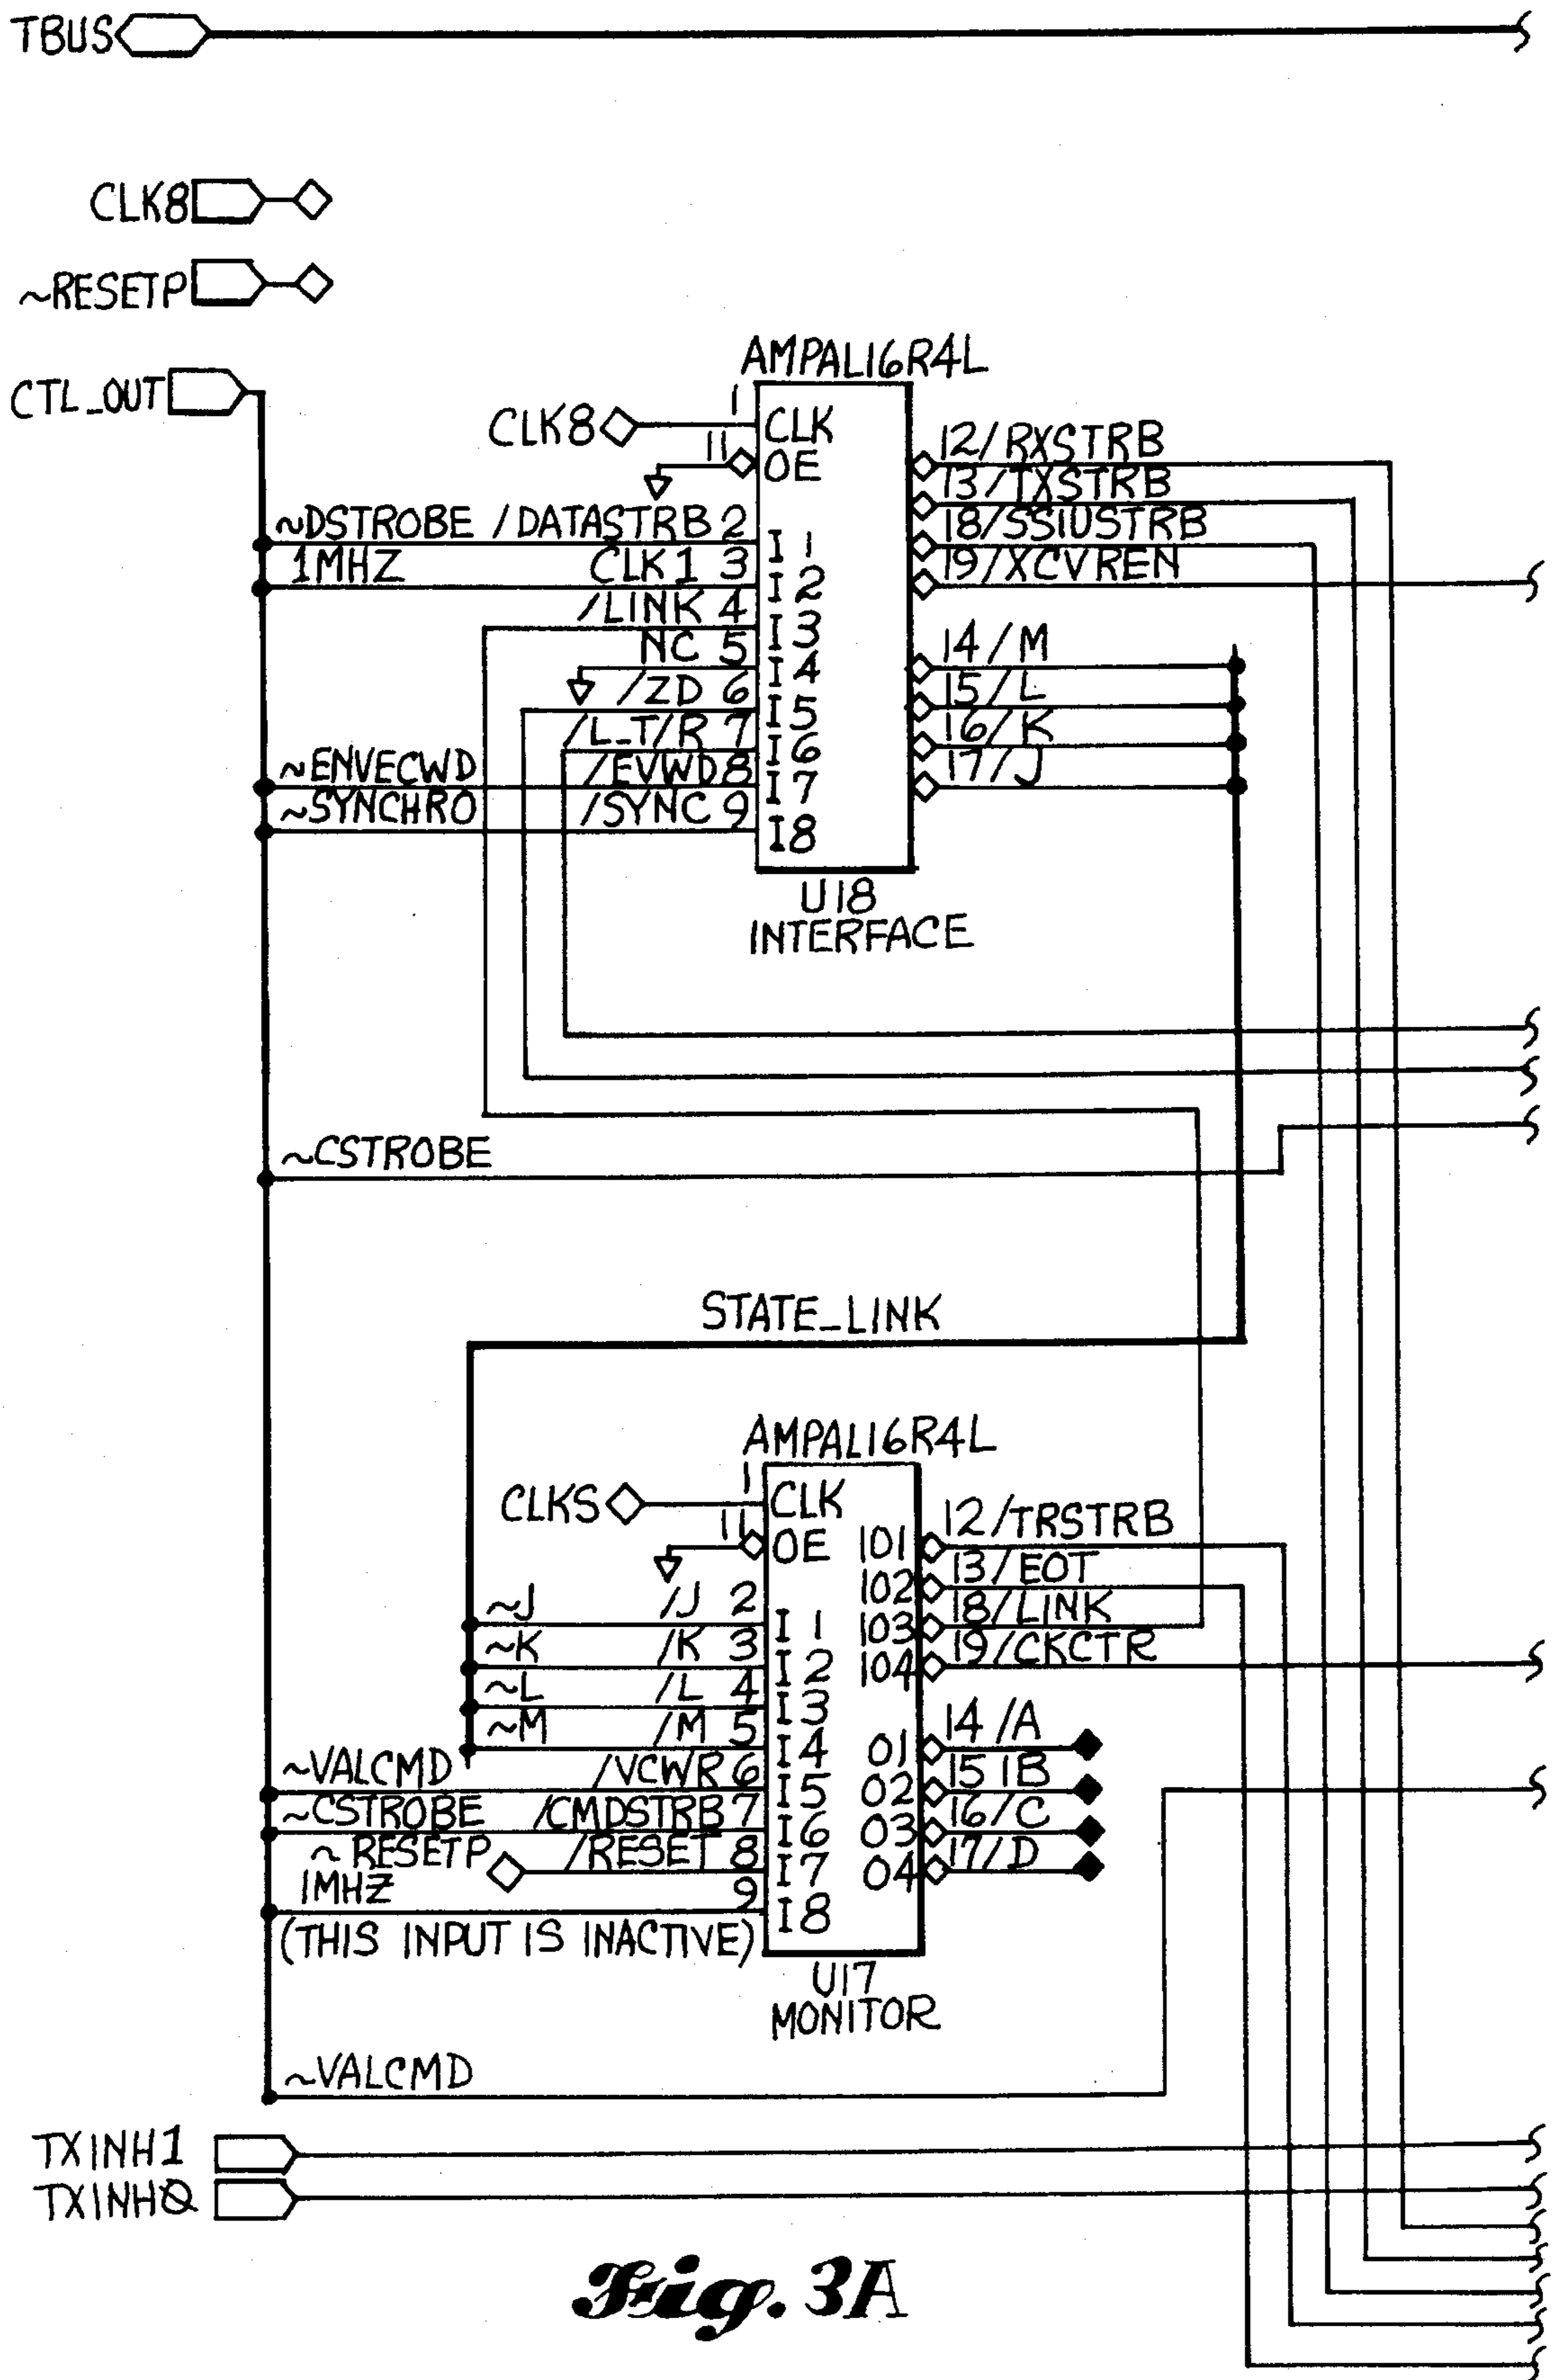 TBUS
CLK8
~RESETP
CTL_OUT
AMPAL16R4L
CLK8
1
CLK
11
OE
12/RXSTRB
13/TXSTRB
18/SSIUSTRB
19/XCVREN
~DSTROBE /DATASTRB 2
I1
1MHZ CLK1 3
I2
/LINK 4
I3
NC 5
I4
14/M
/ZD 6
I5
15/L
/L_T/R 7
I6
16/K
~ENVECWD /EVWD 8
I7
17/J
~SYNCHRO /SYNC 9
I8
U18
INTERFACE
~CSTROBE
STATE_LINK
AMPAL16R4L
CLKS
1
CLK
11
OE
IO1
12/TRSTRB
IO2
13/EOT
IO3
18/LINK
IO4
19/CKCTR
~J /J 2
I1
~K /K 3
I2
~L /L 4
I3
~M /M 5
I4
O1
14/A
~VALCMD /VCWR 6
I5
O2
15 IB
~CSTROBE /CMDSTRB 7
I6
O3
16/C
~RESETP /RESET 8
I7
O4
17/D
1MHZ 9
I8
(THIS INPUT IS INACTIVE)
U17
MONITOR
~VALCMD
TXINH1
TXINH0
Fig. 3A